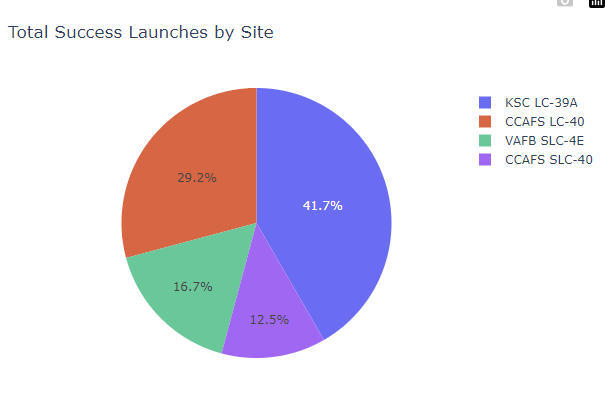 Total Success Launches by Site
KSC LC-39A
CCAFS LC-40
VAFB SLC-4E
CCAFS SLC-40
29.2%
41.7%
16.7%
12.5%